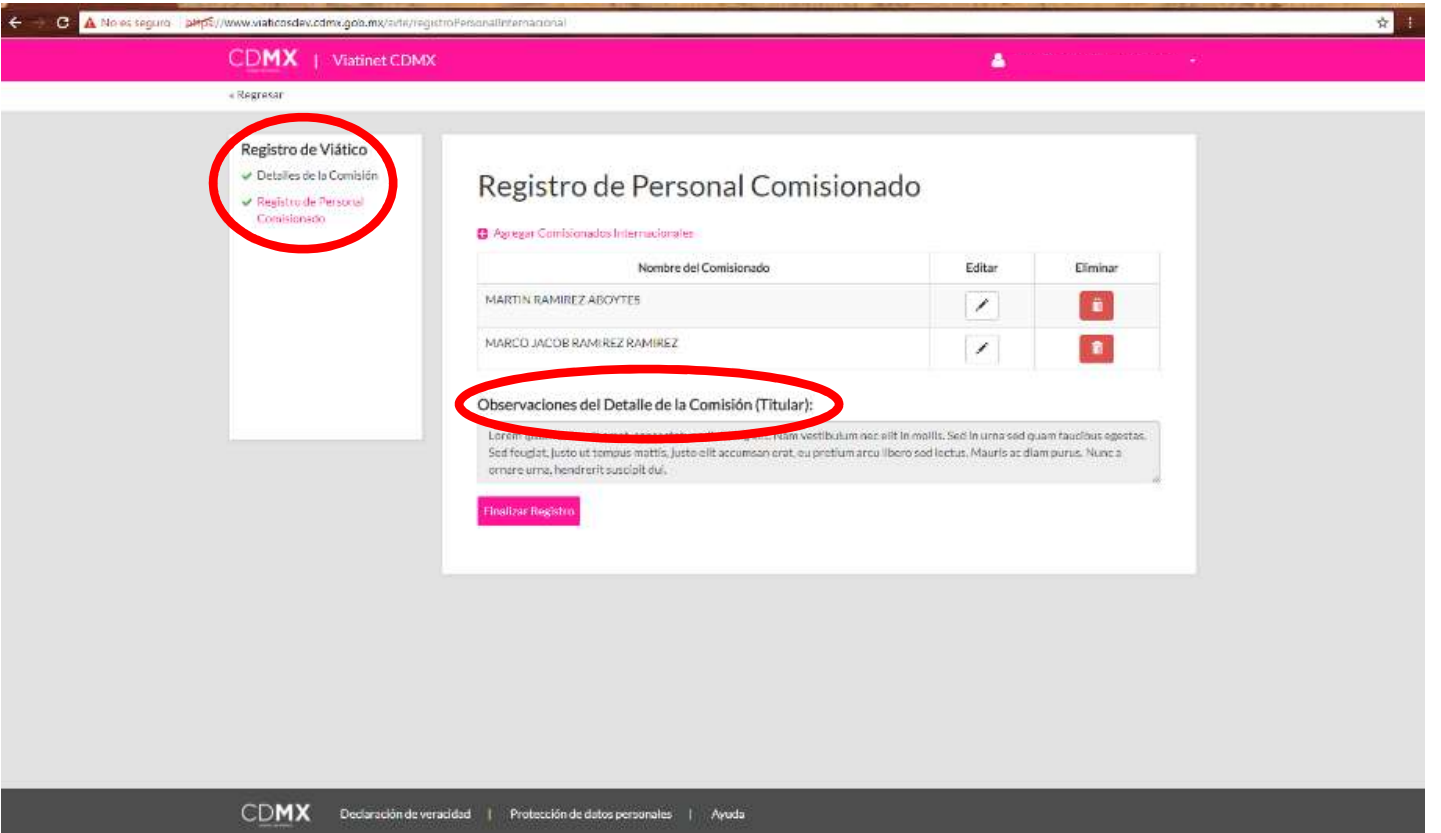 No es seguro https://www.viaticosdev.cdmx.gob.mx/avte/registroPersonalInternacional
CDMX | Viatinet CDMX
« Regresar
Registro de Viático
Detalles de la Comisión
Registro de Personal
Comisionado
Registro de Personal Comisionado
Agregar Comisionados Internacionales
Nombre del Comisionado Editar Eliminar
MARTIN RAMIREZ ABOYTES
MARCO JACOB RAMIREZ RAMIREZ
Observaciones del Detalle de la Comisión (Titular):
Lorem vestibulum nec elit in mollis. Sed in urna sed quam faucibus egestas.
Sed feugiat, justo ut tempus mattis, justo elit accumsan erat, eu pretium arcu libero sed lectus. Mauris ac diam purus. Nunc a
ornare urna, hendrerit suscipit dui.
Finalizar Registro
CDMX Declaración de veracidad | Protección de datos personales | Ayuda